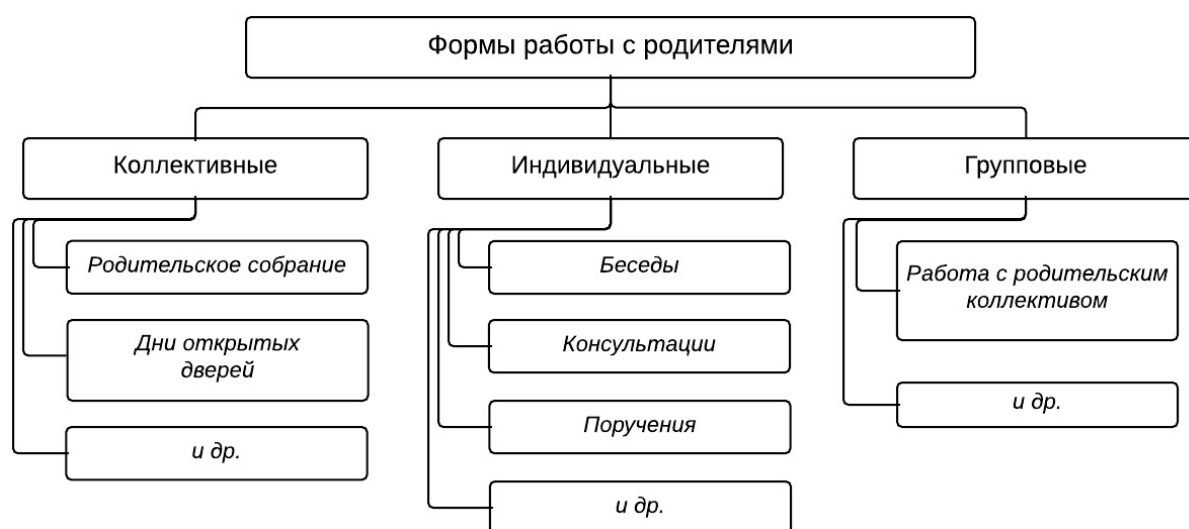 Формы работы с родителями
Коллективные
Индивидуальные
Групповые
Родительское собрание
Дни открытых
дверей
и др.
Беседы
Консультации
Поручения
и др.
Работа с родительским
коллективом
и др.